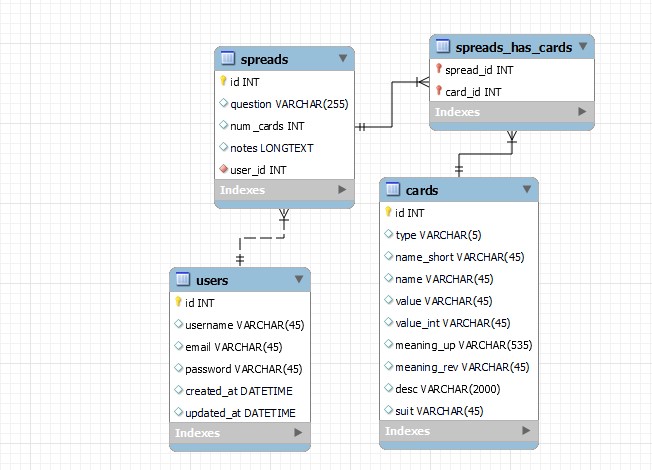 spreads
id INT
question VARCHAR(255)
num_cards INT
notes LONGTEXT
user_id INT
Indexes
spreads_has_cards
spread_id INT
card_id INT
Indexes
users
id INT
username VARCHAR(45)
email VARCHAR(45)
password VARCHAR(45)
created_at DATETIME
updated_at DATETIME
Indexes
cards
id INT
type VARCHAR(5)
name_short VARCHAR(45)
name VARCHAR(45)
value VARCHAR(45)
value_int VARCHAR(45)
meaning_up VARCHAR(535)
meaning_rev VARCHAR(45)
desc VARCHAR(2000)
suit VARCHAR(45)
Indexes